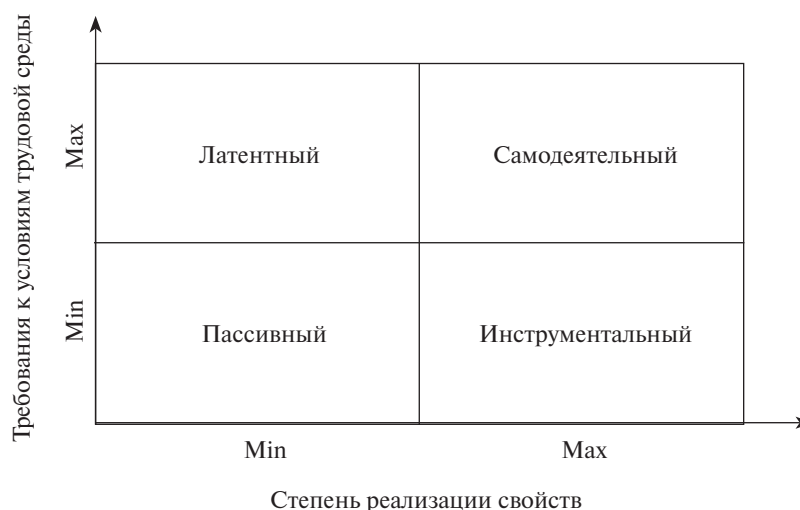 Требования к условиям трудовой среды
Max
Min
Латентный
Самодеятельный
Пассивный
Инструментальный
Min
Max
Степень реализации свойств